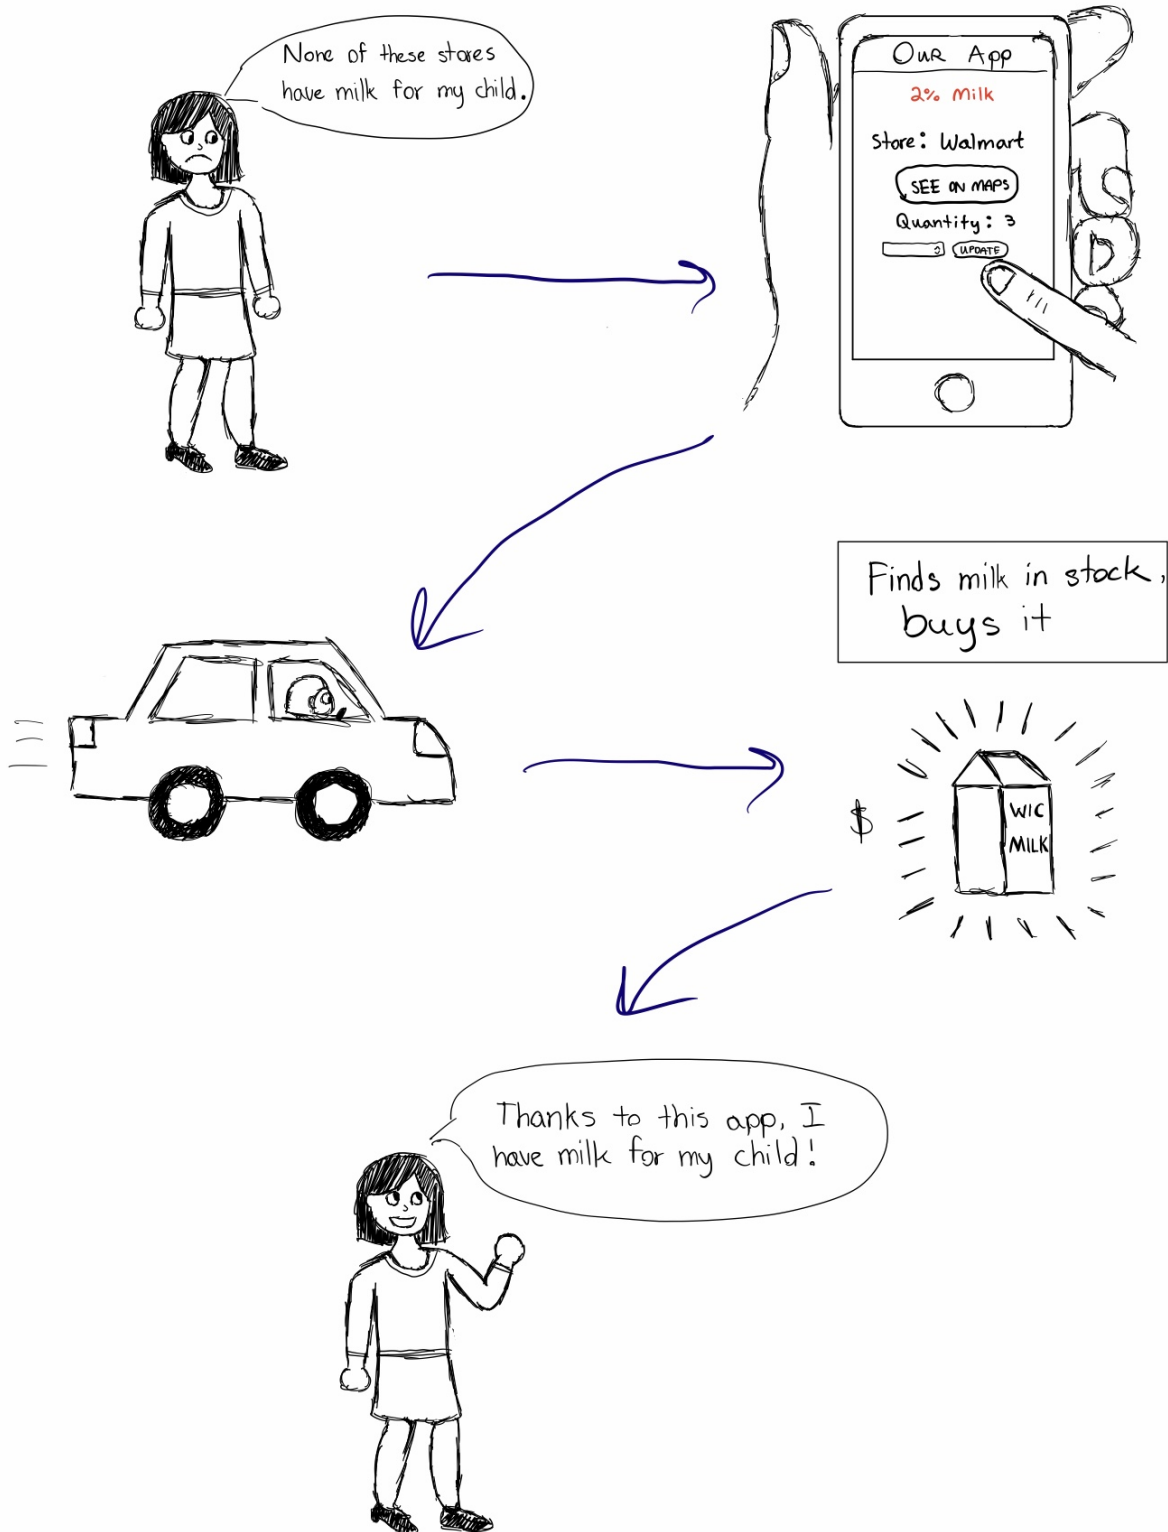 None of these stores
have milk for my child.
Our App
2% Milk
Store: Walmart
SEE ON MAPS
Quantity: 3
UPDATE
Finds milk in stock,
buys it
$
WIC
MILK
Thanks to this app, I
have milk for my child!